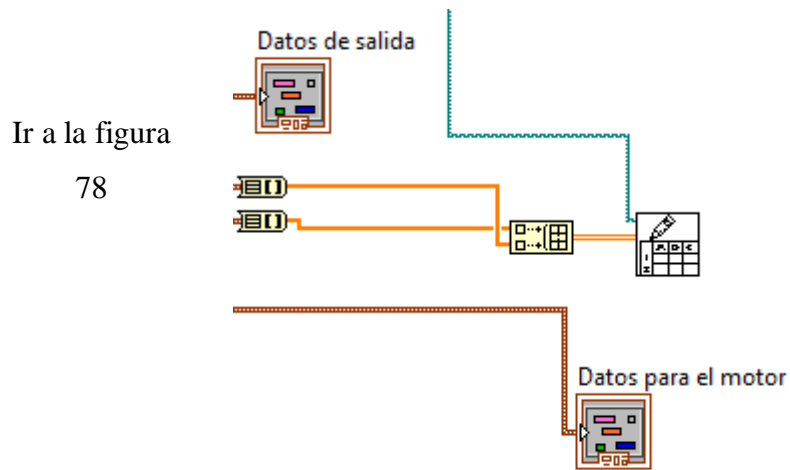 Datos de salida
Ir a la figura
78
Datos para el motor